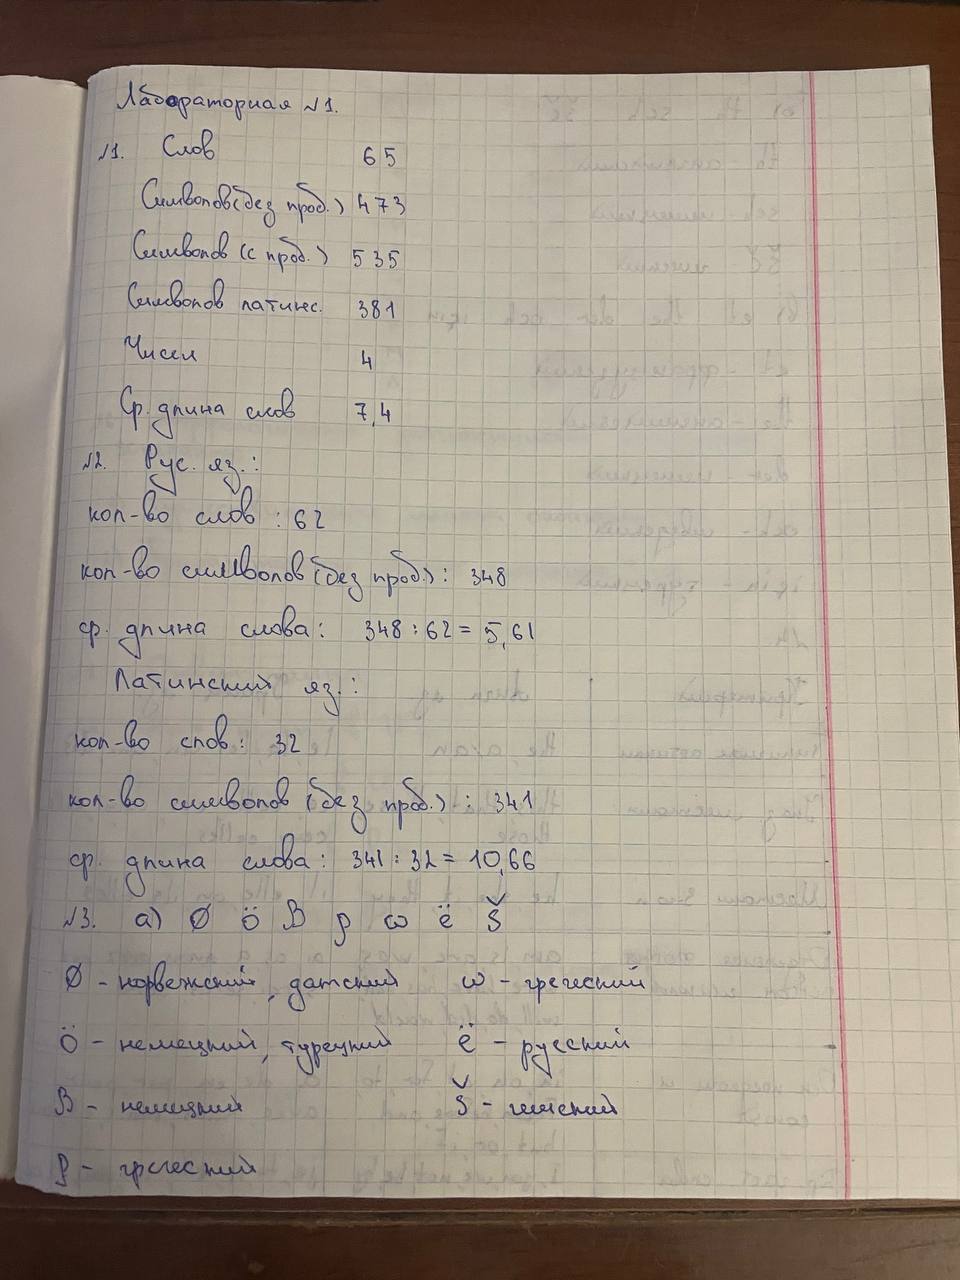 Лабораторная №1.
№1. Слов 65
Символов (без проб.) 473
Символов (с проб.) 535
Символов латинс. 381
Чисел 4
Ср. длина слов 7,4
№2. Рус. яз.:
кол-во слов : 62
кол-во символов (без проб.) : 348
ср. длина слова: 348 : 62 = 5,61
Латинский яз.:
кол-во слов: 32
кол-во символов (без проб.) : 341
ср. длина слова: 341 : 32 = 10,66
№3. а) Ø ö ß ρ ω ё š
Ø - норвежский, датский ω - греческий
ö - немецкий, турецкий ё - русский
ß - немецкий š - чешский
ρ - греческий